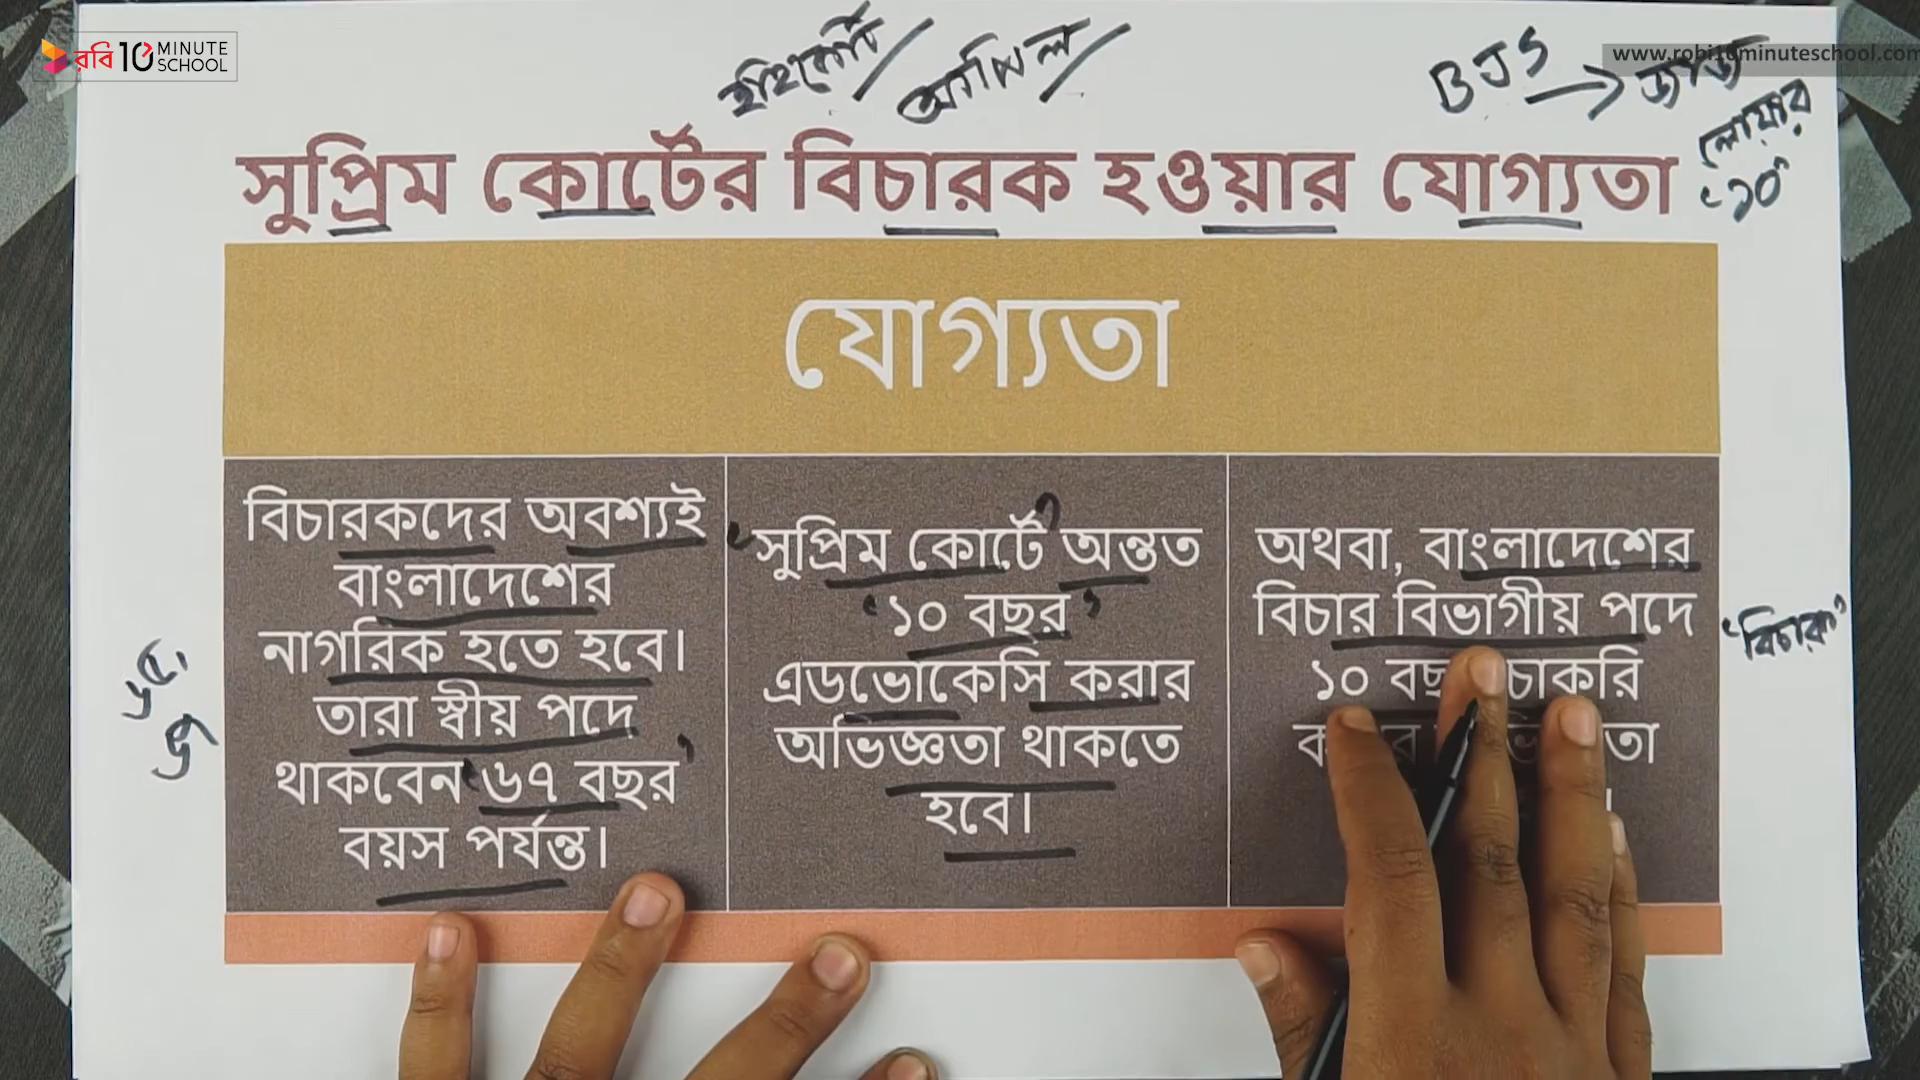 রবি 10 MINUTE SCHOOL
www.robi10minuteschool.com
হাইকোর্ট/ আপিল/
BJS → জজ
লোয়ার
'১০"
সুপ্রিম কোর্টের বিচারক হওয়ার যোগ্যতা
যোগ্যতা
বিচারকদের অবশ্যই
বাংলাদেশের
নাগরিক হতে হবে।
তারা স্বীয় পদে
থাকবেন ৬৭ বছর
বয়স পর্যন্ত।
সুপ্রিম কোর্টে অন্তত
১০ বছর
এডভোকেসি করার
অভিজ্ঞতা থাকতে
হবে।
অথবা, বাংলাদেশের
বিচার বিভাগীয় পদে
১০ চাকরি
'বিচারক'